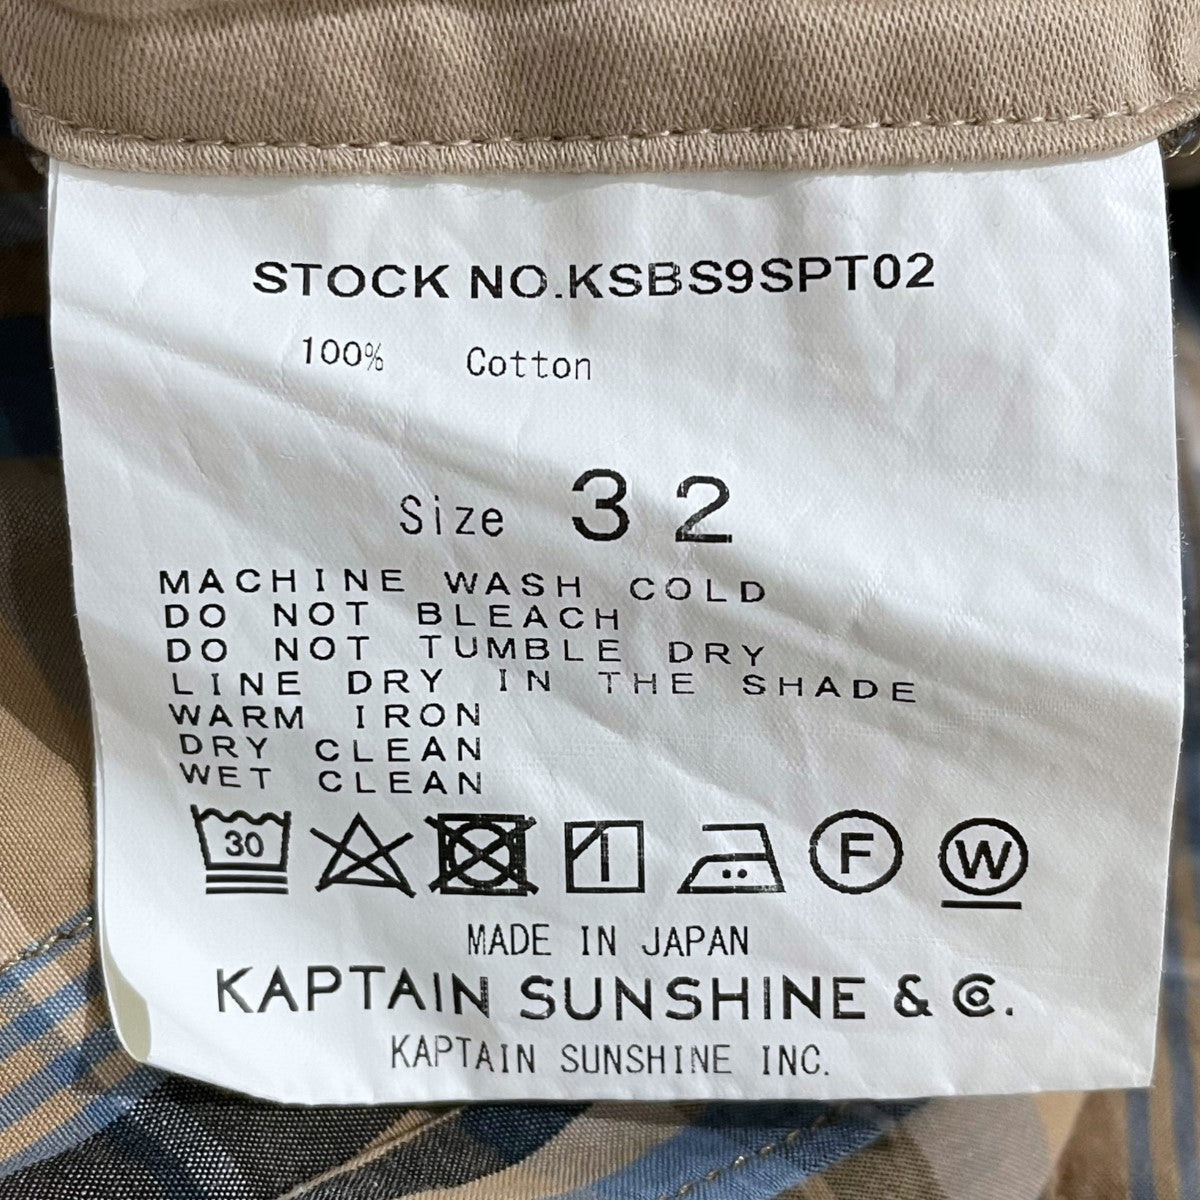 STOCK NO.KSBS9SPT02
100% Cotton
Size 32
MACHINE WASH COLD
DO NOT BLEACH
DO NOT TUMBLE DRY
LINE DRY IN THE SHADE
WARM IRON
DRY CLEAN
WET CLEAN
30 F W
MADE IN JAPAN
KAPTAIN SUNSHINE & Co.
KAPTAIN SUNSHINE INC.